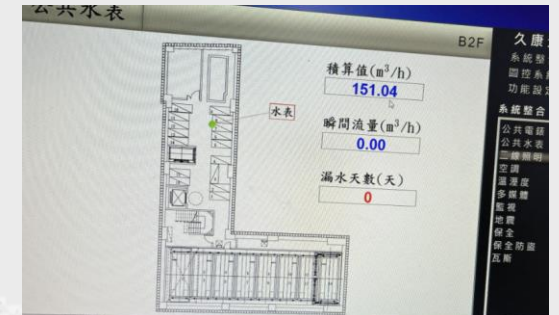 公共水表
B2F
積算值(m³/h)
151.04
水表
瞬間流量(m³/h)
0.00
漏水天數(天)
0
久康
系統整
圖控系
功能設定
系統整合
公共電錶
公共水表
二線照明
空調
溫溼度
多媒體
監視
地震
保全
保全防盜
瓦斯